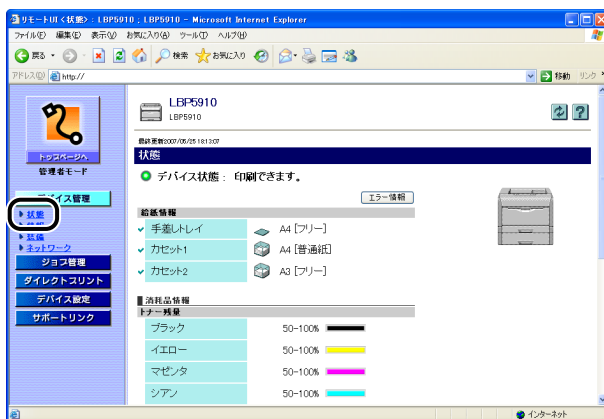 リモートUI <状態> : LBP5910 ; LBP5910 - Microsoft Internet Explorer
ファイル(F) 編集(E) 表示(V) お気に入り(A) ツール(T) ヘルプ(H)
戻る 検索 お気に入り
アドレス(D) http:// 移動 リンク »
LBP5910
LBP5910
トップページへ
管理者モード
デバイス管理
状態
装備
ネットワーク
ジョブ管理
ダイレクトプリント
デバイス設定
サポートリンク
最終更新2007/05/25 18:13:07
状態
デバイス状態 : 印刷できます。
エラー情報
給紙情報
手差しトレイ A4 [フリー]
カセット1 A4 [普通紙]
カセット2 A3 [フリー]
消耗品情報
トナー残量
ブラック 50-100%
イエロー 50-100%
マゼンタ 50-100%
シアン 50-100%
インターネット